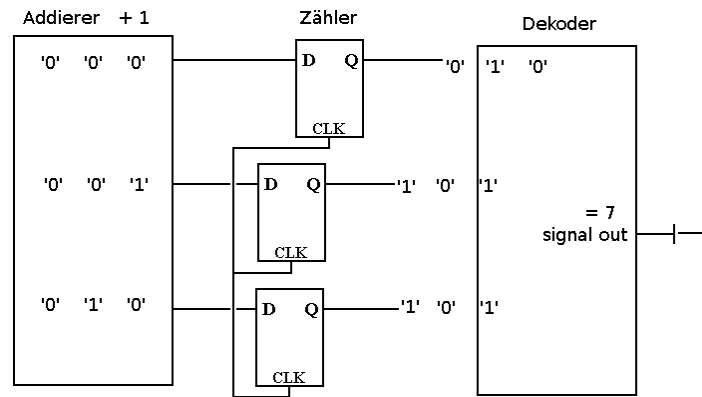 Addierer + 1
Zähler
Dekoder
'0' '0' '0'
D Q
CLK
'0' '1' '0'
'0' '0' '1'
D Q
CLK
'1' '0' '1'
= 7
signal out
'0' '1' '0'
D Q
CLK
'1' '0' '1'